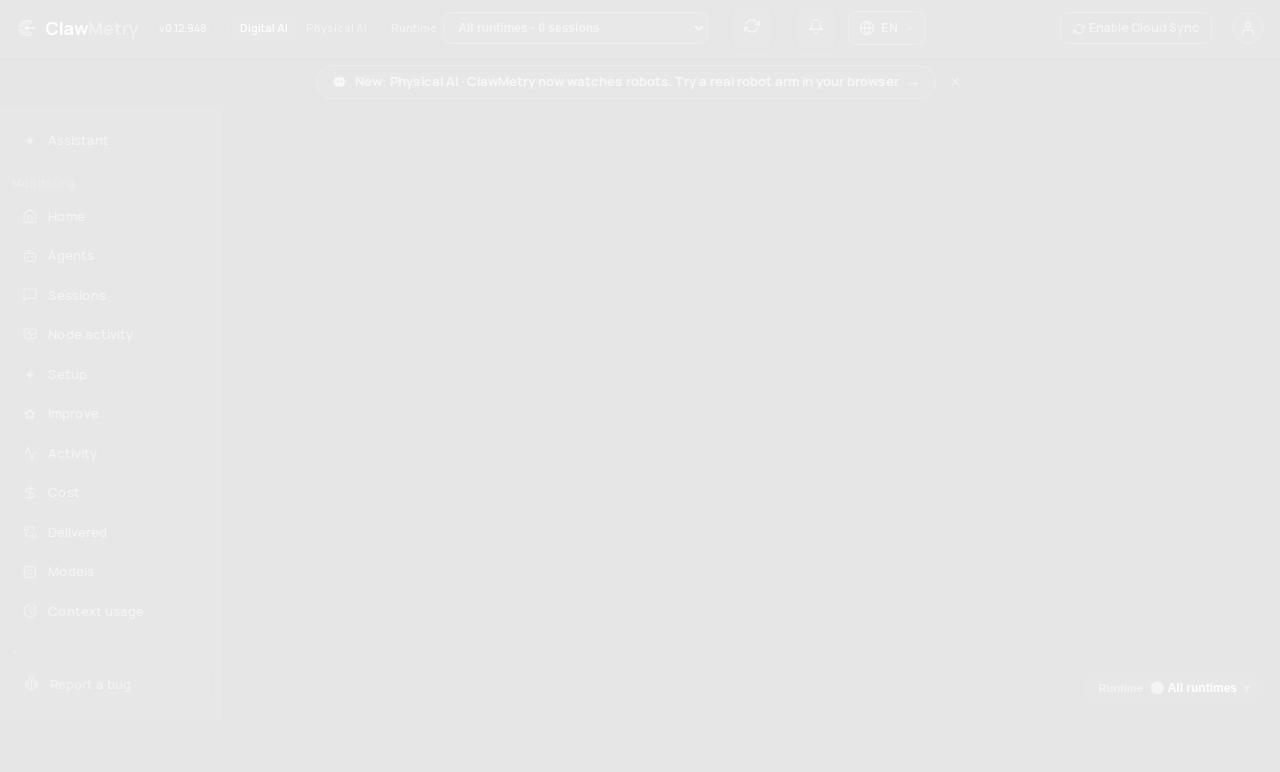 ClawMetry v0.12.948 Digital AI Physical AI Runtime All runtimes - 0 sessions EN Enable Cloud Sync
New: Physical AI · ClawMetry now watches robots. Try a real robot arm in your browser → ×
Assistant
Monitoring
Home
Agents
Sessions
Node activity
Setup
Improve
Activity
Cost
Delivered
Models
Context usage
Report a bug
Runtime All runtimes